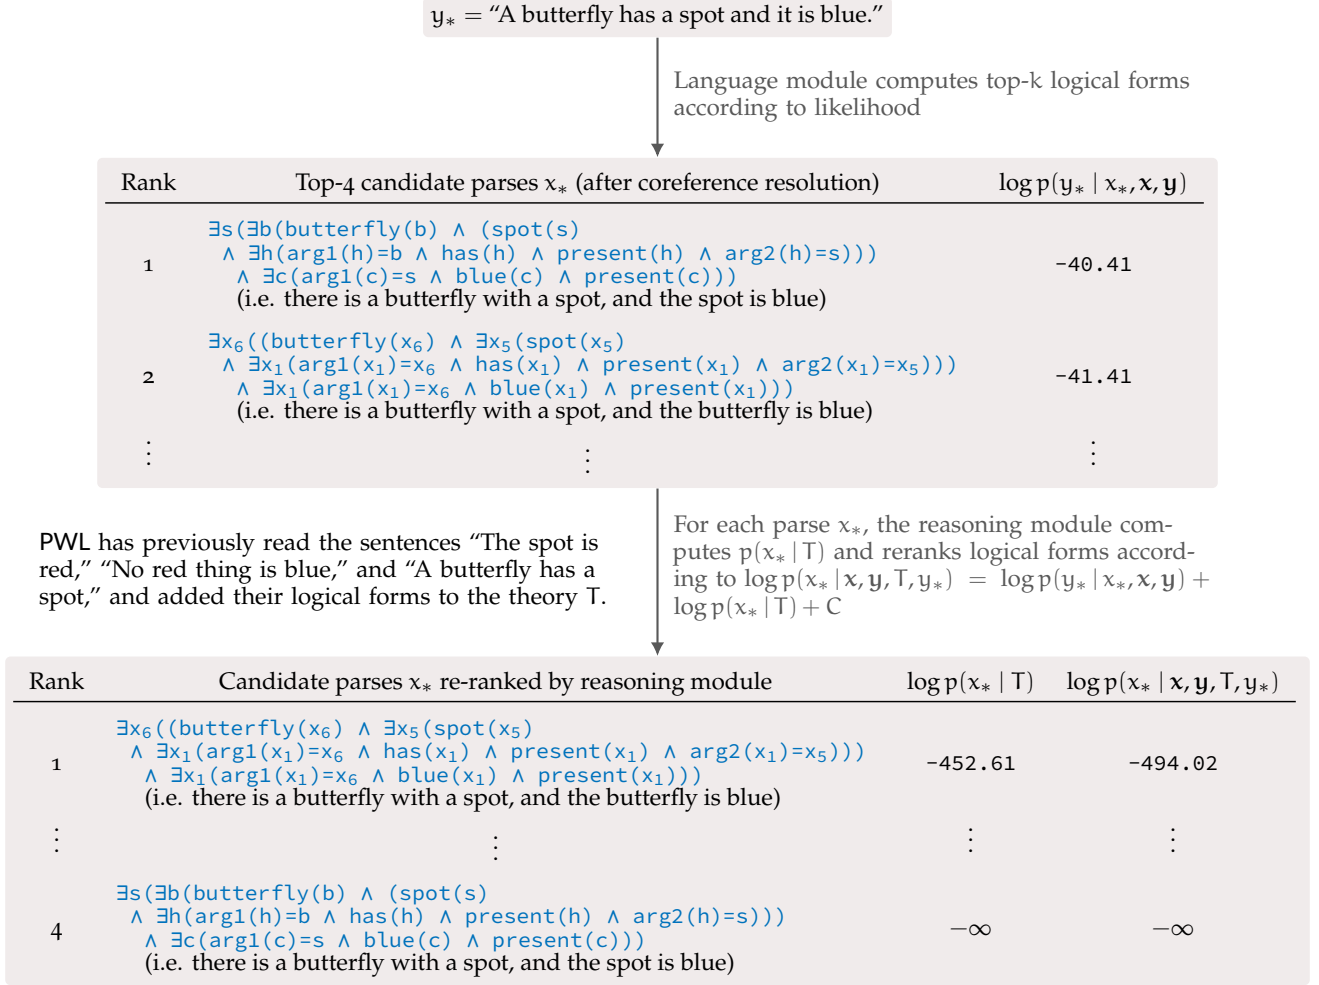 y∗ = “A butterfly has a spot and it is blue.”
Language module computes top-k logical forms
according to likelihood
Rank Top-4 candidate parses x∗ (after coreference resolution) log p(y∗ | x∗, x, y)
∃s(∃b(butterfly(b) ∧ (spot(s)
∧ ∃h(arg1(h)=b ∧ has(h) ∧ present(h) ∧ arg2(h)=s)))
1 -40.41
∧ ∃c(arg1(c)=s ∧ blue(c) ∧ present(c)))
(i.e. there is a butterfly with a spot, and the spot is blue)
∃x₆((butterfly(x₆) ∧ ∃x₅(spot(x₅)
∧ ∃x₁(arg1(x₁)=x₆ ∧ has(x₁) ∧ present(x₁) ∧ arg2(x₁)=x₅)))
2 -41.41
∧ ∃x₁(arg1(x₁)=x₆ ∧ blue(x₁) ∧ present(x₁)))
(i.e. there is a butterfly with a spot, and the butterfly is blue)
⋮ ⋮ ⋮
PWL has previously read the sentences “The spot is
red,” “No red thing is blue,” and “A butterfly has a
spot,” and added their logical forms to the theory T.
For each parse x∗, the reasoning module com-
putes p(x∗ | T) and reranks logical forms accord-
ing to log p(x∗ | x, y, T, y∗) = log p(y∗ | x∗, x, y) +
log p(x∗ | T) + C
Rank Candidate parses x∗ re-ranked by reasoning module log p(x∗ | T) log p(x∗ | x, y, T, y∗)
∃x₆((butterfly(x₆) ∧ ∃x₅(spot(x₅)
∧ ∃x₁(arg1(x₁)=x₆ ∧ has(x₁) ∧ present(x₁) ∧ arg2(x₁)=x₅)))
1 -452.61 -494.02
∧ ∃x₁(arg1(x₁)=x₆ ∧ blue(x₁) ∧ present(x₁)))
(i.e. there is a butterfly with a spot, and the butterfly is blue)
⋮ ⋮ ⋮ ⋮
∃s(∃b(butterfly(b) ∧ (spot(s)
∧ ∃h(arg1(h)=b ∧ has(h) ∧ present(h) ∧ arg2(h)=s)))
4 −∞ −∞
∧ ∃c(arg1(c)=s ∧ blue(c) ∧ present(c)))
(i.e. there is a butterfly with a spot, and the spot is blue)